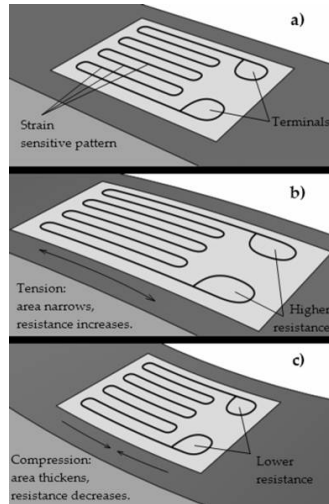 a)
Strain
sensitive pattern
Terminals
b)
Tension:
area narrows,
resistance increases.
Higher
resistance
c)
Compression:
area thickens,
resistance decreases.
Lower
resistance